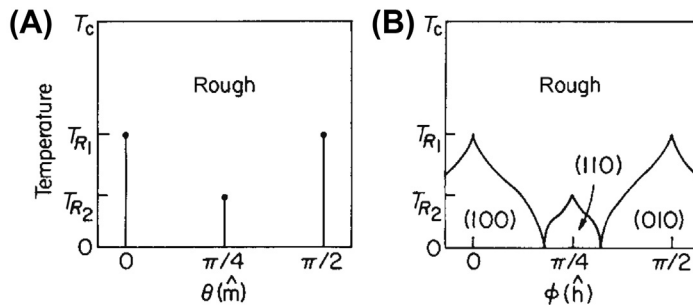 (A)
T_c
Rough
Temperature
T_R1
T_R2
0
0
π/4
π/2
θ(m̂)
(B)
T_c
Rough
T_R1
(110)
T_R2
(100)
(010)
0
0
π/4
π/2
ϕ(ĥ)